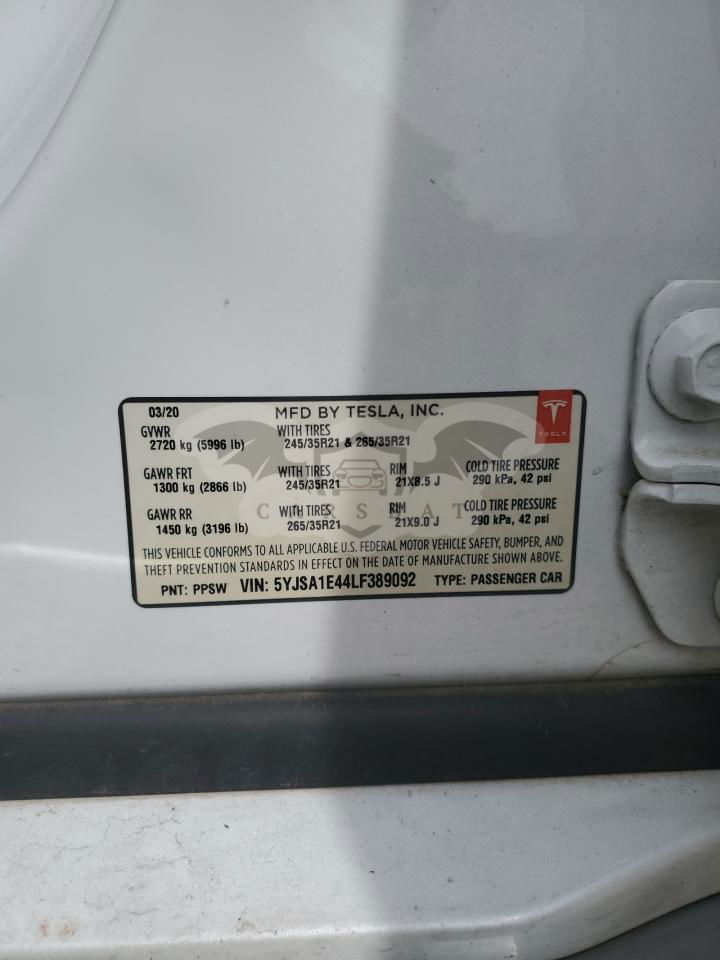 03/20 MFD BY TESLA, INC.
TESLA
GVWR WITH TIRES
2720 kg (5996 lb) 245/35R21 & 265/35R21
GAWR FRT WITH TIRES RIM COLD TIRE PRESSURE
1300 kg (2866 lb) 245/35R21 21X8.5 J 290 kPa, 42 psi
GAWR RR WITH TIRES RIM COLD TIRE PRESSURE
1450 kg (3196 lb) 265/35R21 21X9.0 J 290 kPa, 42 psi
CARSBAT
THIS VEHICLE CONFORMS TO ALL APPLICABLE U.S. FEDERAL MOTOR VEHICLE SAFETY, BUMPER, AND
THEFT PREVENTION STANDARDS IN EFFECT ON THE DATE OF MANUFACTURE SHOWN ABOVE.
PNT: PPSW VIN: 5YJSA1E44LF389092 TYPE: PASSENGER CAR